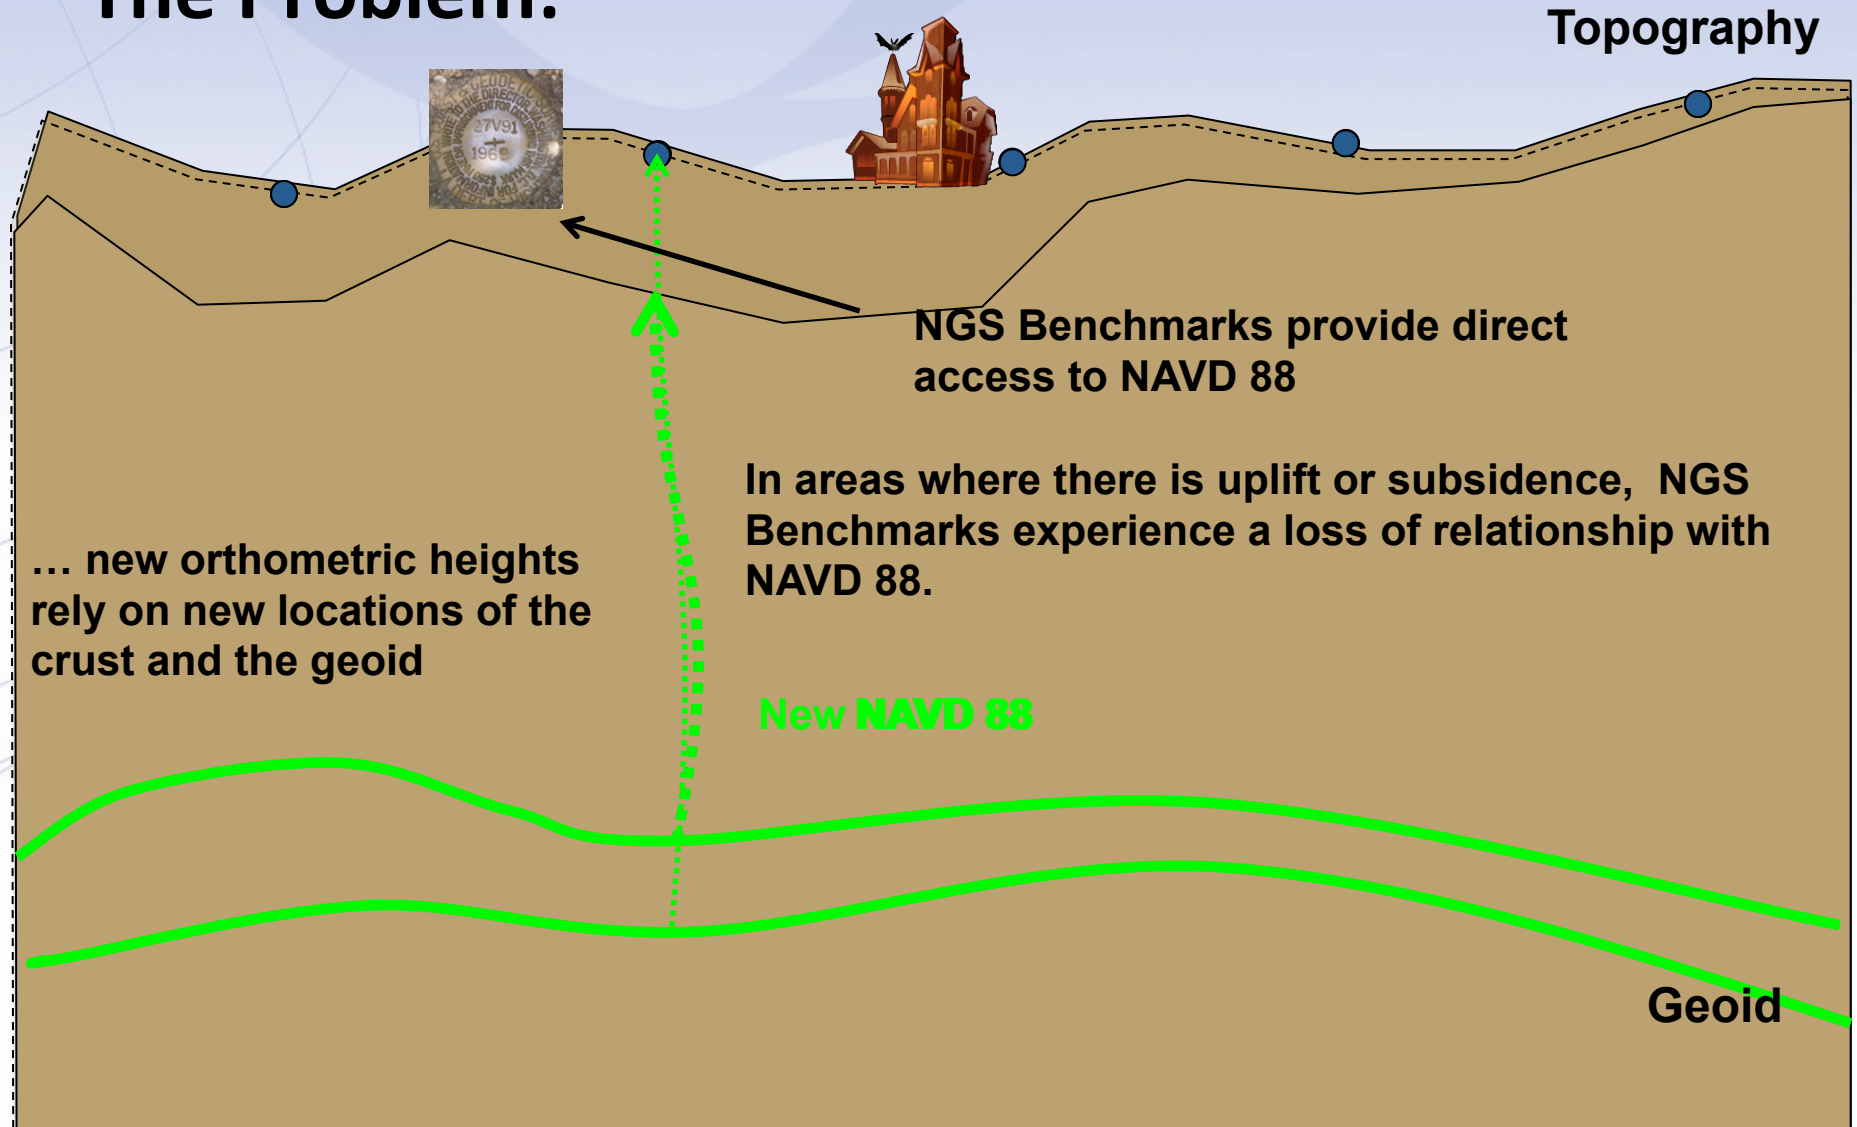 The Problem:
Topography
GEODETIC
27V91
1969
NGS Benchmarks provide direct
access to NAVD 88
In areas where there is uplift or subsidence, NGS
Benchmarks experience a loss of relationship with
NAVD 88.
… new orthometric heights
rely on new locations of the
crust and the geoid
New NAVD 88
Geoid